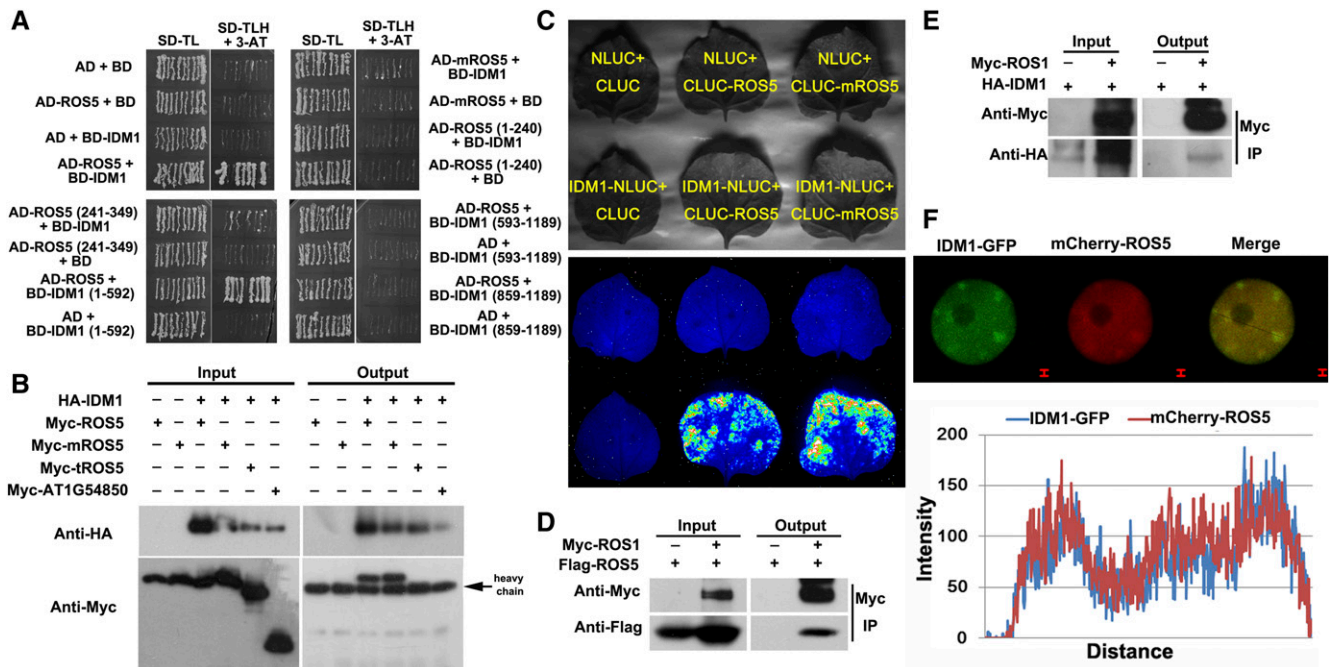 A
SD-TL
SD-TLH
+ 3-AT
SD-TL
SD-TLH
+ 3-AT
AD + BD
AD-ROS5 + BD
AD + BD-IDM1
AD-ROS5 +
BD-IDM1
AD-mROS5 +
BD-IDM1
AD-mROS5 + BD
AD-ROS5 (1-240)
+ BD-IDM1
AD-ROS5 (1-240)
+ BD
AD-ROS5 (241-349)
+ BD-IDM1
AD-ROS5 (241-349)
+ BD
AD-ROS5 +
BD-IDM1 (1-592)
AD +
BD-IDM1 (1-592)
AD-ROS5 +
BD-IDM1 (593-1189)
AD +
BD-IDM1 (593-1189)
AD-ROS5 +
BD-IDM1 (859-1189)
AD +
BD-IDM1 (859-1189)
B
Input
Output
HA-IDM1 – – + + + + – – + + + +
Myc-ROS5 + – + – – – + – + – – –
Myc-mROS5 – + – + – – – + – + – –
Myc-tROS5 – – – – + – – – – – + –
Myc-AT1G54850 – – – – – + – – – – – +
Anti-HA
Anti-Myc
heavy
chain
C
NLUC+
CLUC
NLUC+
CLUC-ROS5
NLUC+
CLUC-mROS5
IDM1-NLUC+
CLUC
IDM1-NLUC+
CLUC-ROS5
IDM1-NLUC+
CLUC-mROS5
D
Input
Output
Myc-ROS1 – + – +
Flag-ROS5 + + + +
Anti-Myc
Anti-Flag
Myc
IP
E
Input
Output
Myc-ROS1 – + – +
HA-IDM1 + + + +
Anti-Myc
Anti-HA
Myc
IP
F
IDM1-GFP
mCherry-ROS5
Merge
IDM1-GFP
mCherry-ROS5
200
150
100
50
0
Intensity
Distance